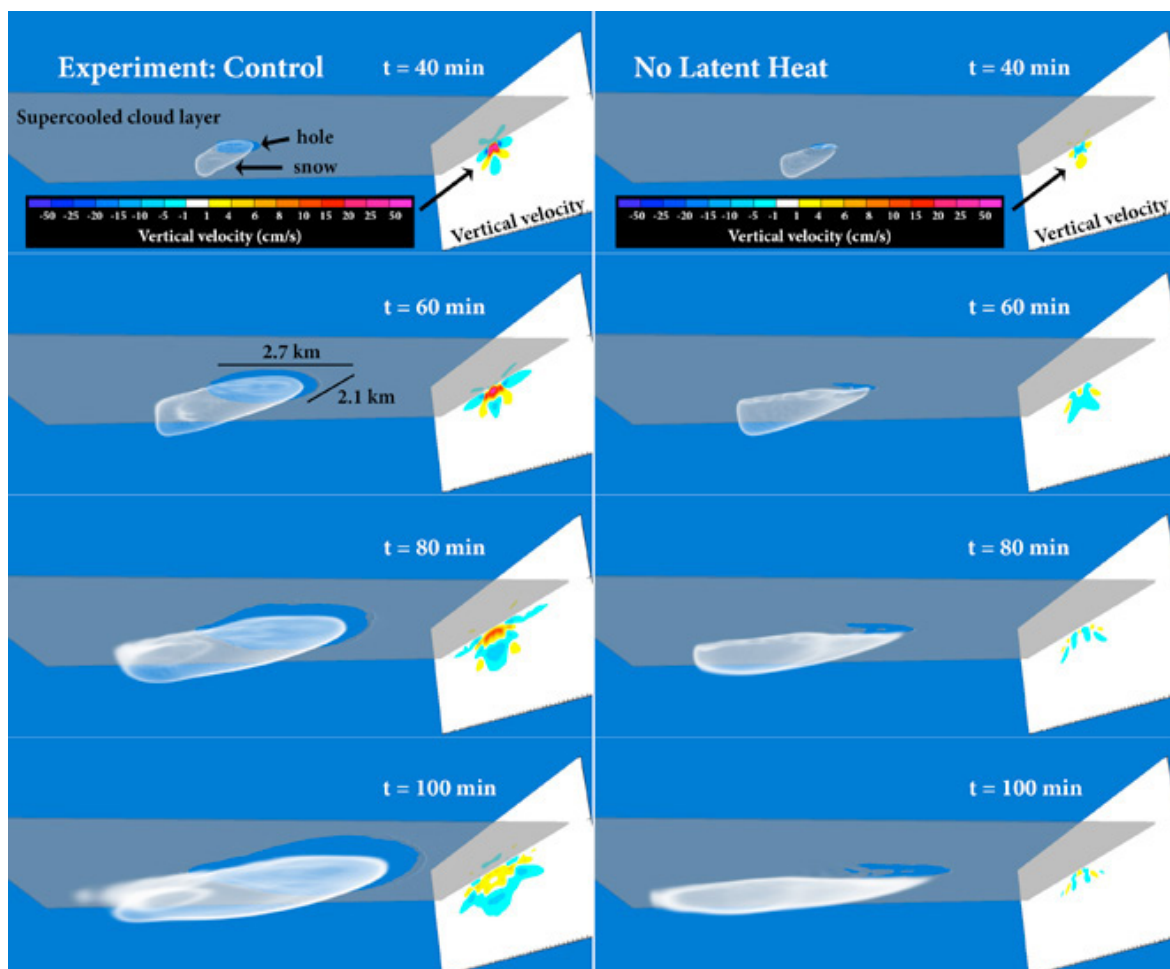 Experiment: Control
t = 40 min
Supercooled cloud layer
hole
snow
-50 -25 -20 -15 -10 -5 -1 1 4 6 8 10 15 20 25 50
Vertical velocity (cm/s)
Vertical velocity
No Latent Heat
t = 40 min
-50 -25 -20 -15 -10 -5 -1 1 4 6 8 10 15 20 25 50
Vertical velocity (cm/s)
Vertical velocity
t = 60 min
2.7 km
2.1 km
t = 60 min
t = 80 min
t = 80 min
t = 100 min
t = 100 min